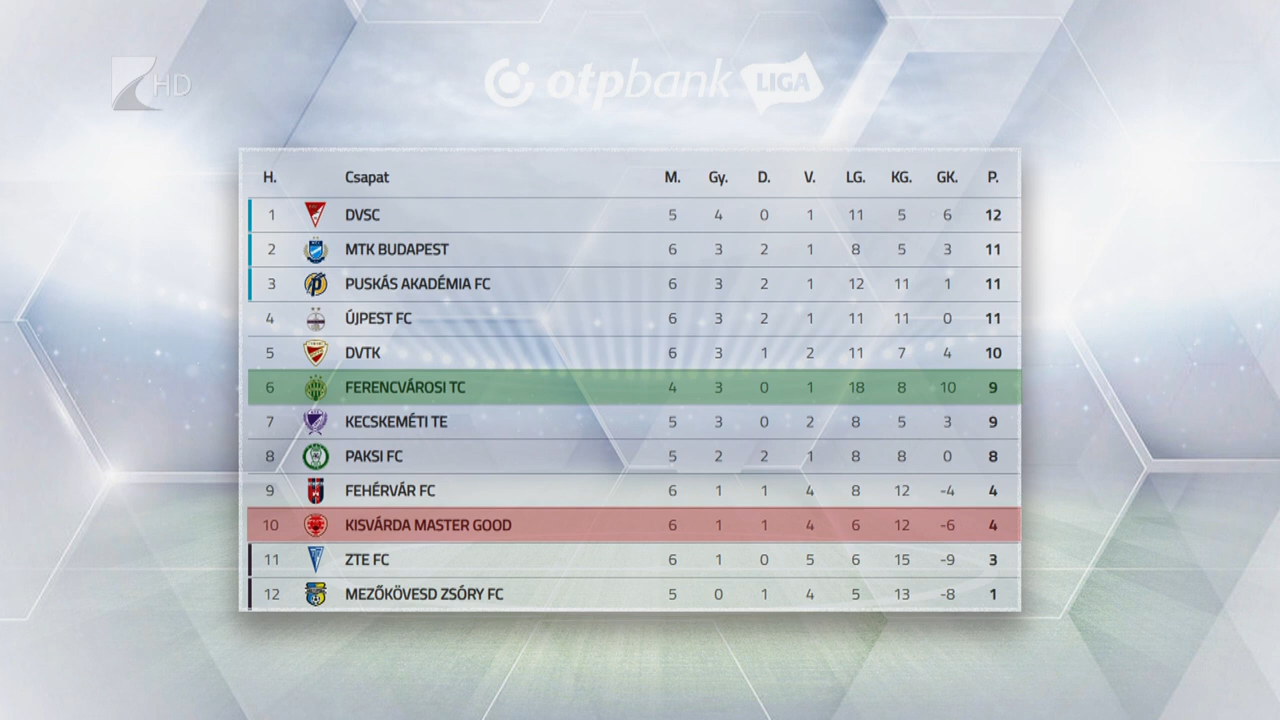 HD
otpbank LIGA
H. Csapat M. Gy. D. V. LG. KG. GK. P.
1 DVSC 5 4 0 1 11 5 6 12
2 MTK BUDAPEST 6 3 2 1 8 5 3 11
3 PUSKÁS AKADÉMIA FC 6 3 2 1 12 11 1 11
4 ÚJPEST FC 6 3 2 1 11 11 0 11
5 DVTK 6 3 1 2 11 7 4 10
6 FERENCVÁROSI TC 4 3 0 1 18 8 10 9
7 KECSKEMÉTI TE 5 3 0 2 8 5 3 9
8 PAKSI FC 5 2 2 1 8 8 0 8
9 FEHÉRVÁR FC 6 1 1 4 8 12 -4 4
10 KISVÁRDA MASTER GOOD 6 1 1 4 6 12 -6 4
11 ZTE FC 6 1 0 5 6 15 -9 3
12 MEZŐKÖVESD ZSÓRY FC 5 0 1 4 5 13 -8 1